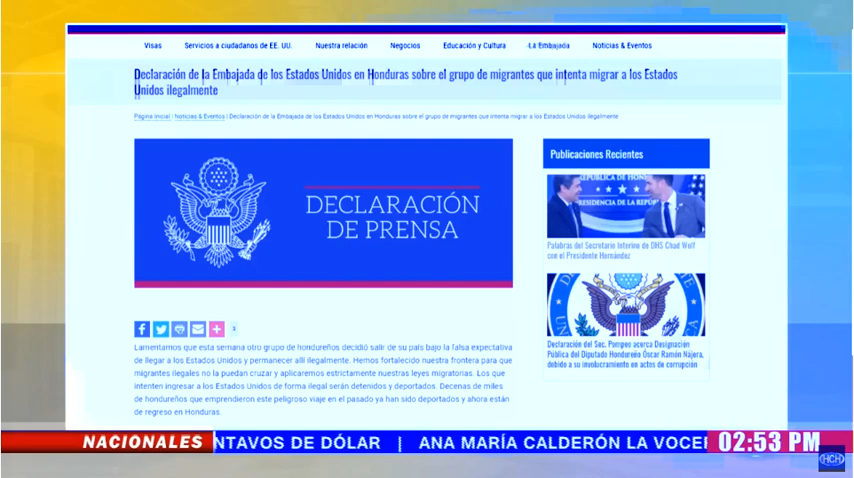 Visas Servicios a ciudadanos de EE. UU. Nuestra relación Negocios Educación y Cultura La Embajada Noticias & Eventos
Declaración de la Embajada de los Estados Unidos en Honduras sobre el grupo de migrantes que intenta migrar a los Estados
Unidos ilegalmente
Página Inicial | Noticias & Eventos | Declaración de la Embajada de los Estados Unidos en Honduras sobre el grupo de migrantes que intenta migrar a los Estados Unidos ilegalmente
DECLARACIÓN
DE PRENSA
Publicaciones Recientes
REPÚBLICA DE HOND
PRESIDENCIA DE LA REPÚB
Palabras del Secretario Interino de DHS Chad Wolf
con el Presidente Hernández
Declaración del Sec. Pompeo acerca Designación
Pública del Diputado Hondureño Óscar Ramón Nájera,
debido a su involucramiento en actos de corrupción
Lamentamos que esta semana otro grupo de hondureños decidió salir de su país bajo la falsa expectativa
de llegar a los Estados Unidos y permanecer allí ilegalmente. Hemos fortalecido nuestra frontera para que
migrantes ilegales no la puedan cruzar y aplicaremos estrictamente nuestras leyes migratorias. Los que
intenten ingresar a los Estados Unidos de forma ilegal serán detenidos y deportados. Decenas de miles
de hondureños que emprendieron este peligroso viaje en el pasado ya han sido deportados y ahora están
de regreso en Honduras.
NACIONALES
NTAVOS DE DÓLAR | ANA MARÍA CALDERÓN LA VOCE
02:53 PM
HCH